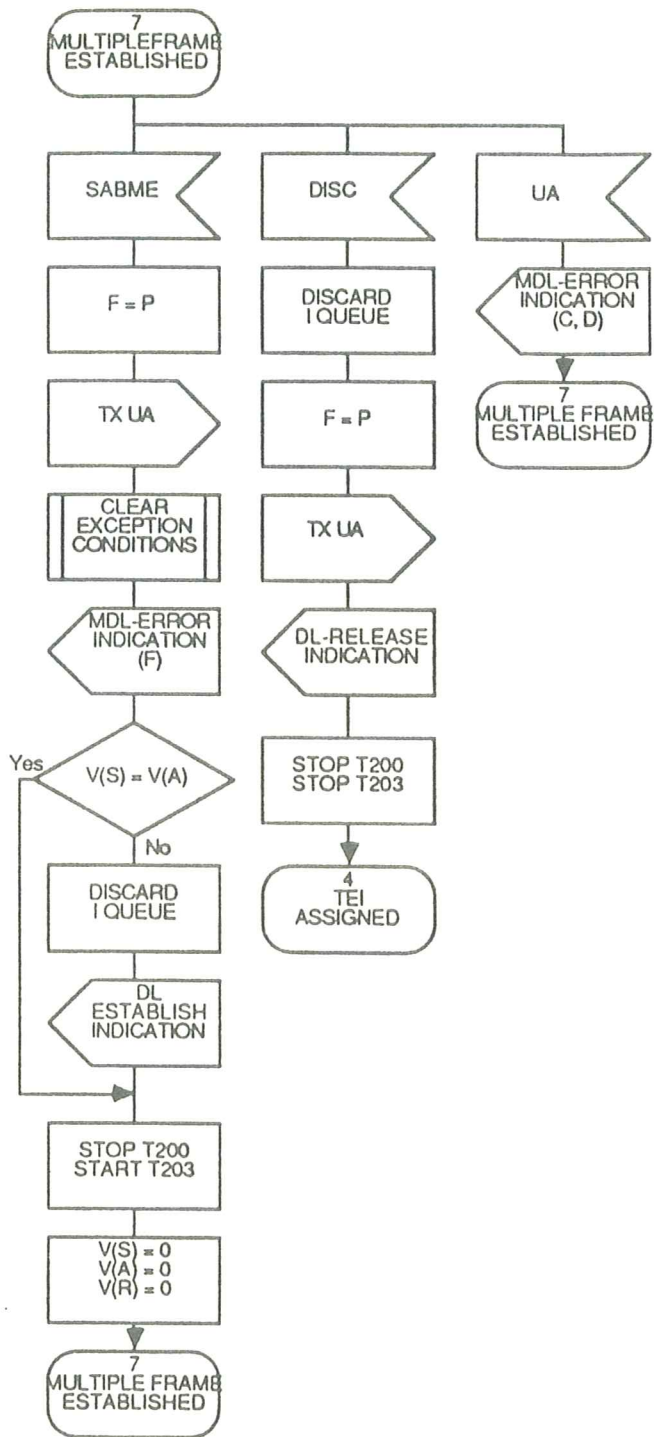 7
MULTIPLEFRAME
ESTABLISHED
SABME
F = P
TX UA
CLEAR
EXCEPTION
CONDITIONS
MDL-ERROR
INDICATION
(F)
V(S) = V(A)
Yes
No
DISCARD
I QUEUE
DL
ESTABLISH
INDICATION
STOP T200
START T203
V(S) = 0
V(A) = 0
V(R) = 0
7
MULTIPLE FRAME
ESTABLISHED
DISC
DISCARD
I QUEUE
F = P
TX UA
DL-RELEASE
INDICATION
STOP T200
STOP T203
4
TEI
ASSIGNED
UA
MDL-ERROR
INDICATION
(C, D)
7
MULTIPLE FRAME
ESTABLISHED